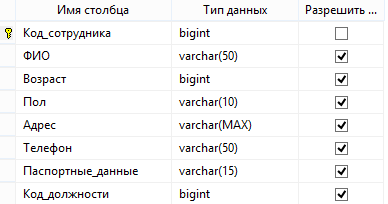 Имя столбца Тип данных Разрешить ...
Код_сотрудника bigint
ФИО varchar(50)
Возраст bigint
Пол varchar(10)
Адрес varchar(MAX)
Телефон varchar(50)
Паспортные_данные varchar(15)
Код_должности bigint